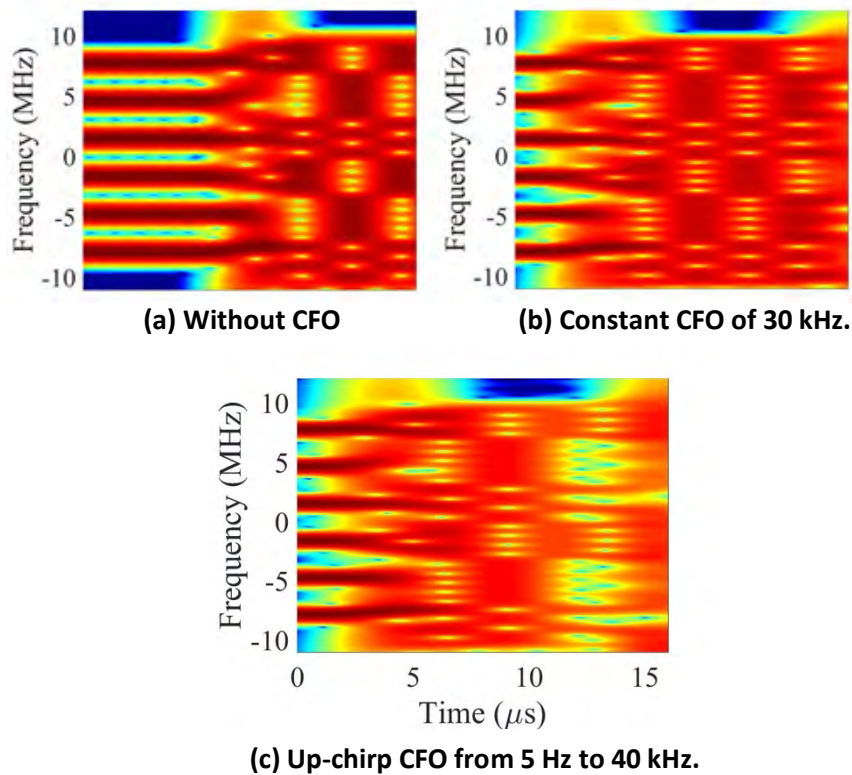 10
5
0
-5
-10
Frequency (MHz)
(a) Without CFO
10
5
0
-5
-10
Frequency (MHz)
(b) Constant CFO of 30 kHz.
10
5
0
-5
-10
Frequency (MHz)
0 5 10 15
Time (μs)
(c) Up-chirp CFO from 5 Hz to 40 kHz.